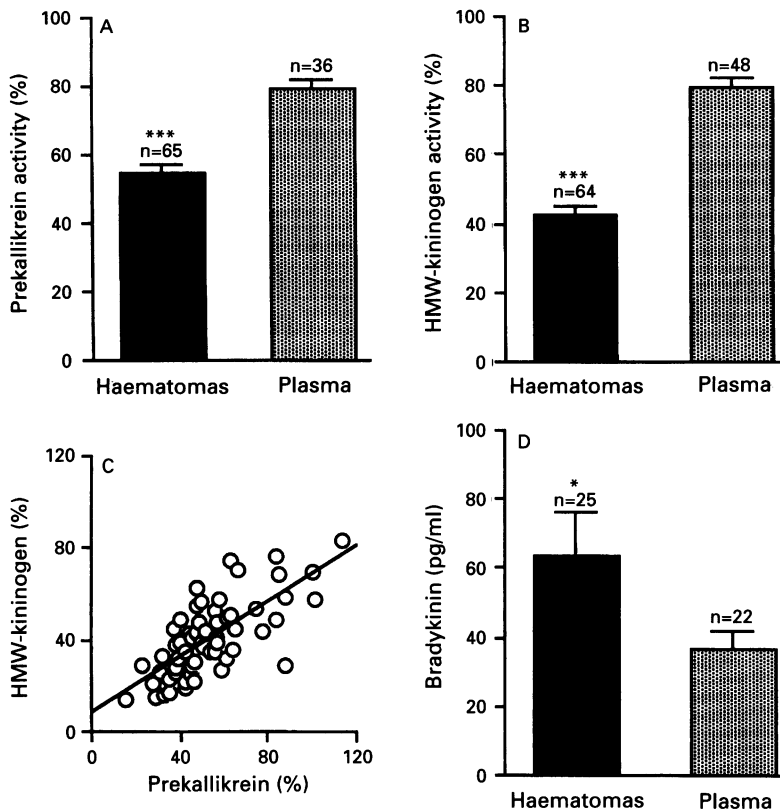 A
Prekallikrein activity (%)
100
80
60
40
20
0
***
n=65
n=36
Haematomas
Plasma
B
HMW-kininogen activity (%)
100
80
60
40
20
0
***
n=64
n=48
Haematomas
Plasma
C
HMW-kininogen (%)
120
80
40
0
0
40
80
120
Prekallikrein (%)
D
Bradykinin (pg/ml)
100
80
60
40
20
0
*
n=25
n=22
Haematomas
Plasma